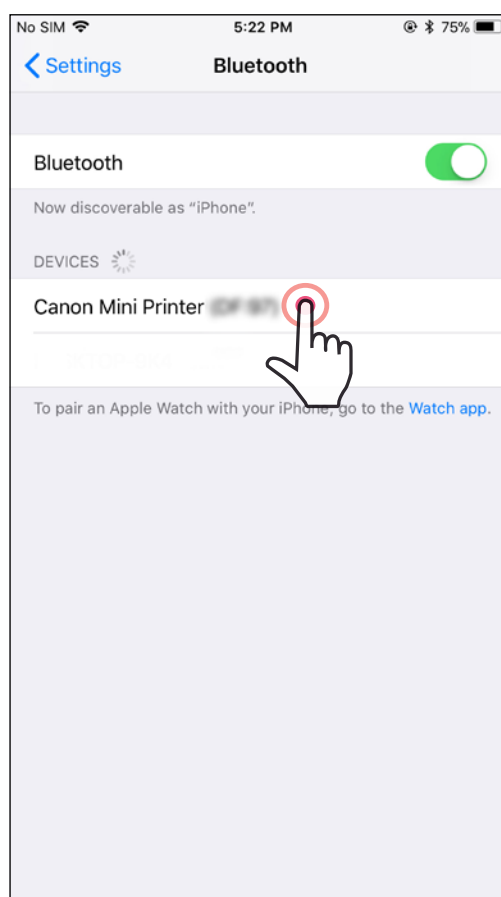 No SIM 5:22 PM 75%
Settings Bluetooth
Bluetooth
Now discoverable as “iPhone”.
DEVICES
Canon Mini Printer
To pair an Apple Watch with your iPhone, go to the Watch app.